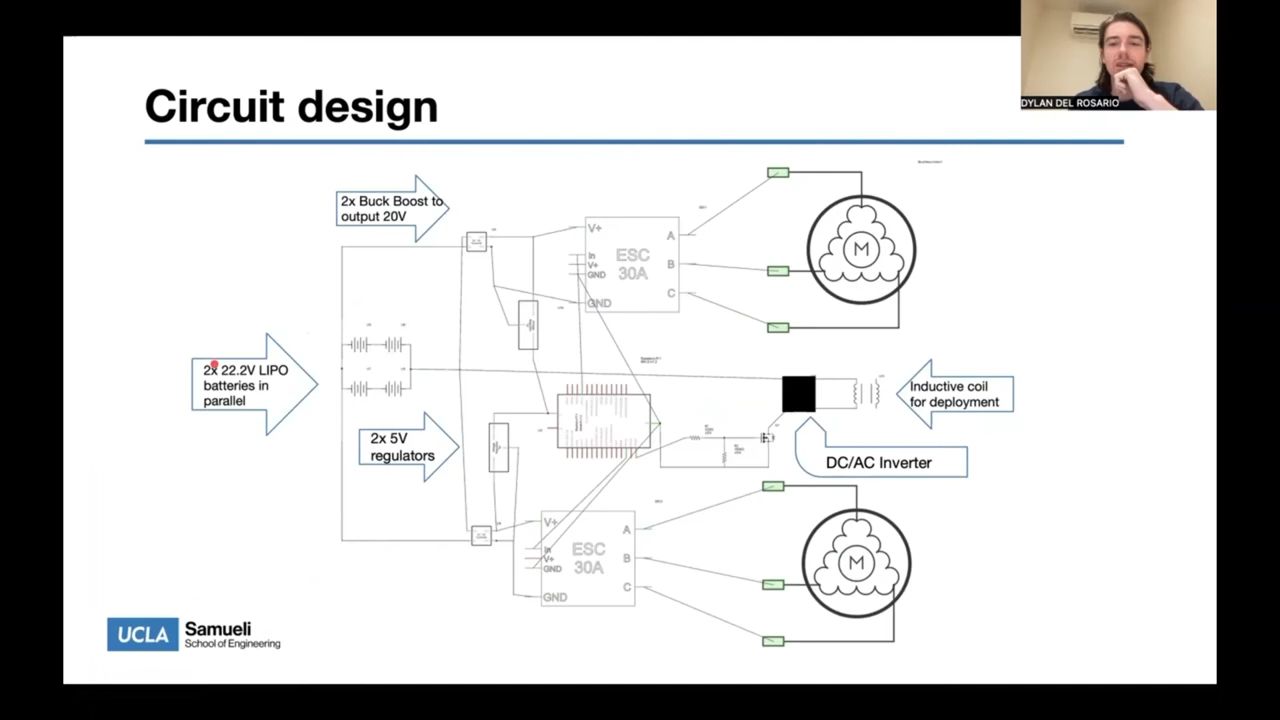 DYLAN DEL ROSARIO
Circuit design
2x Buck Boost to
output 20V
V+
In
V+
GND
GND
ESC
30A
A
B
C
M
2x 22.2V LIPO
batteries in
parallel
2x 5V
regulators
Inductive coil
for deployment
DC/AC Inverter
V+
In
V+
GND
GND
ESC
30A
A
B
C
M
UCLA
Samueli
School of Engineering